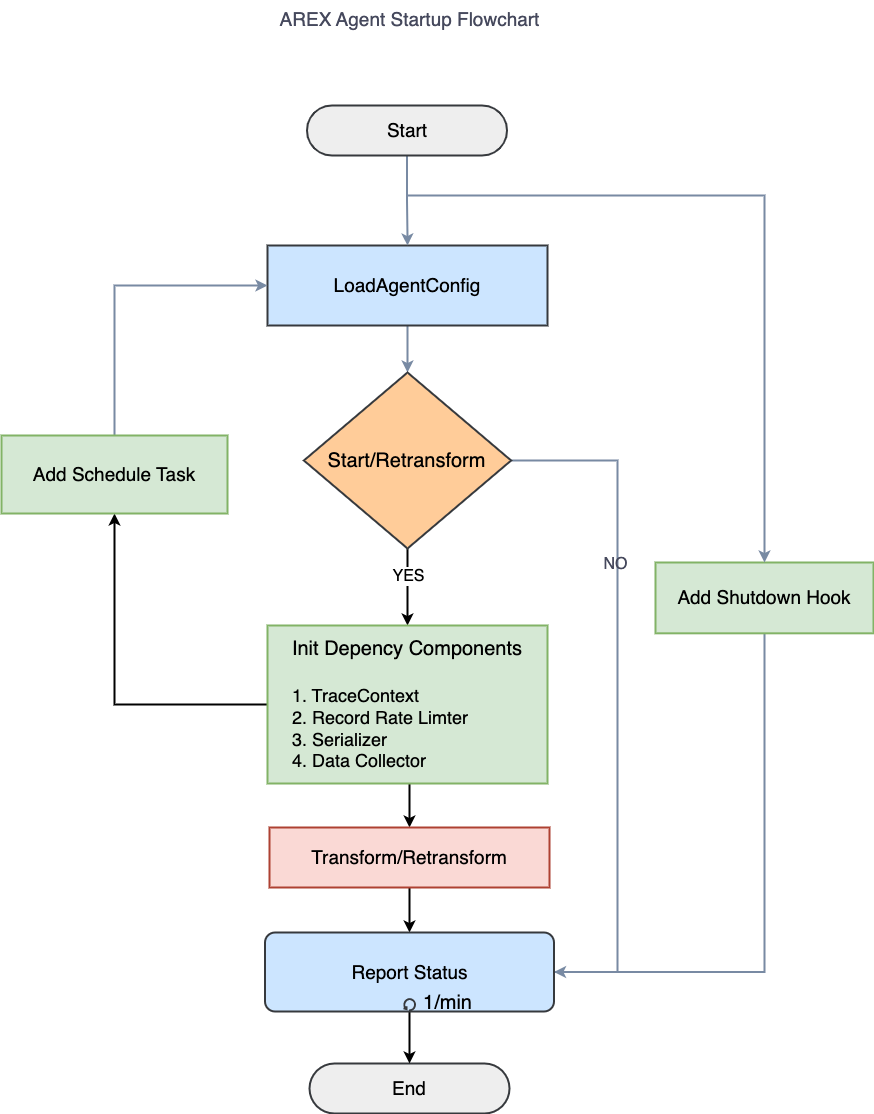 AREX Agent Startup Flowchart
Start
LoadAgentConfig
Start/Retransform
Add Schedule Task
NO
YES
Add Shutdown Hook
Init Depency Components
1. TraceContext
2. Record Rate Limter
3. Serializer
4. Data Collector
Transform/Retransform
Report Status
1/min
End